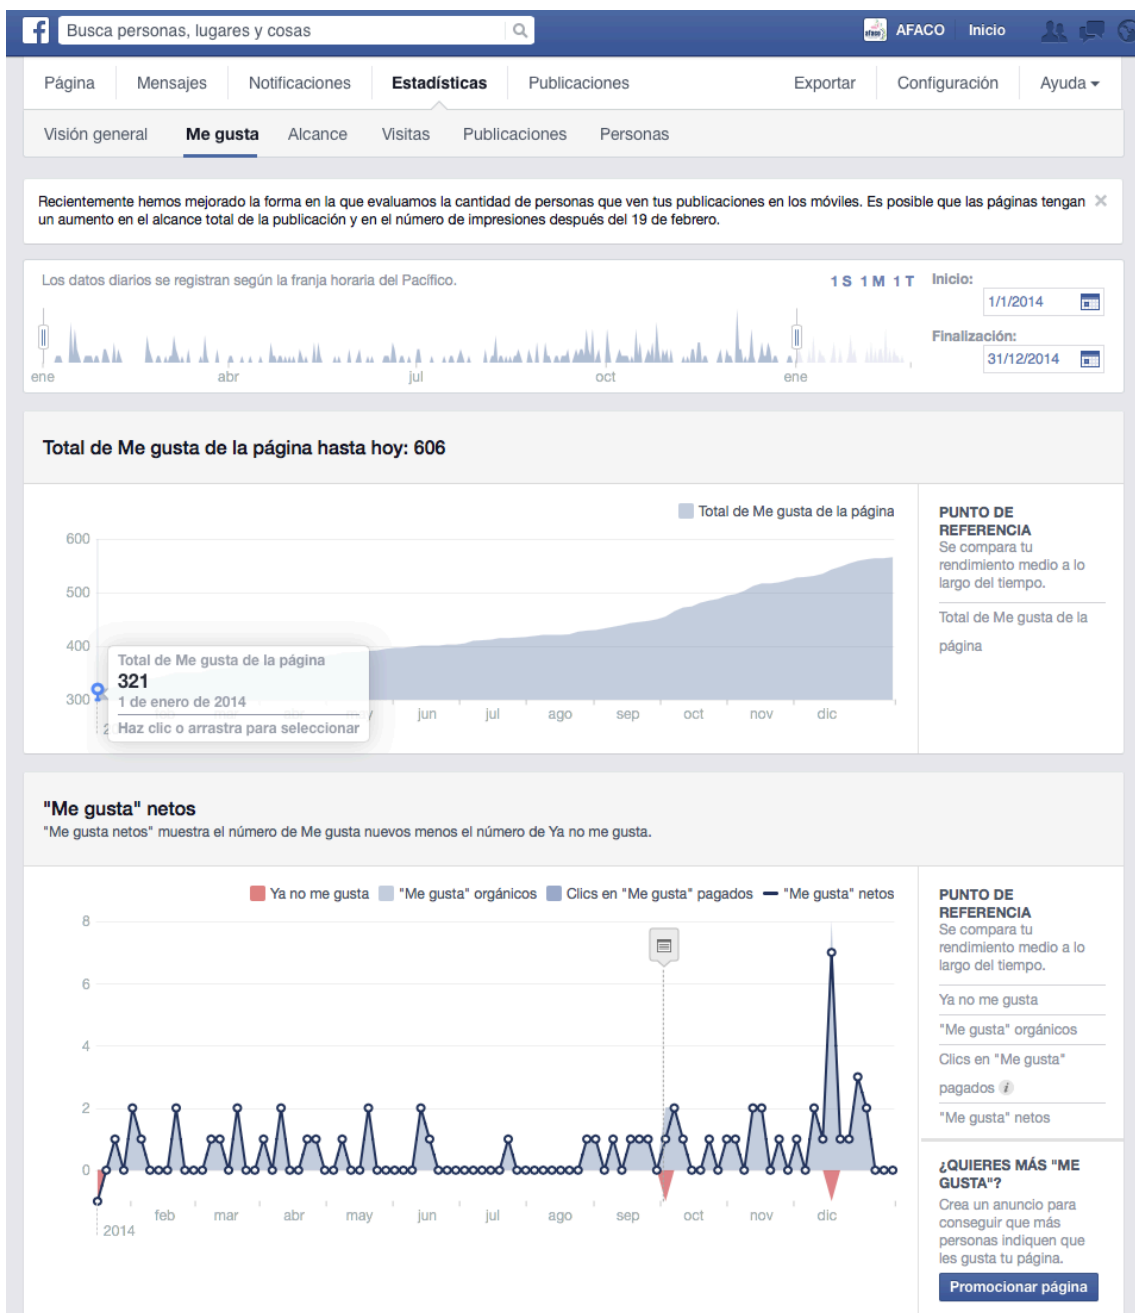 f Busca personas, lugares y cosas AFACO Inicio
Página Mensajes Notificaciones Estadísticas Publicaciones Exportar Configuración Ayuda
Visión general Me gusta Alcance Visitas Publicaciones Personas
Recientemente hemos mejorado la forma en la que evaluamos la cantidad de personas que ven tus publicaciones en los móviles. Es posible que las páginas tengan
un aumento en el alcance total de la publicación y en el número de impresiones después del 19 de febrero.
Los datos diarios se registran según la franja horaria del Pacífico. 1 S 1 M 1 T
Inicio:
1/1/2014
Finalización:
31/12/2014
ene abr jul oct ene
Total de Me gusta de la página hasta hoy: 606
Total de Me gusta de la página
600
500
400
300
Total de Me gusta de la página
321
1 de enero de 2014
Haz clic o arrastra para seleccionar
may jun jul ago sep oct nov dic
PUNTO DE
REFERENCIA
Se compara tu
rendimiento medio a lo
largo del tiempo.
Total de Me gusta de la
página
"Me gusta" netos
"Me gusta netos" muestra el número de Me gusta nuevos menos el número de Ya no me gusta.
Ya no me gusta "Me gusta" orgánicos Clics en "Me gusta" pagados "Me gusta" netos
8
6
4
2
0
feb mar abr may jun jul ago sep oct nov dic
2014
PUNTO DE
REFERENCIA
Se compara tu
rendimiento medio a lo
largo del tiempo.
Ya no me gusta
"Me gusta" orgánicos
Clics en "Me gusta"
pagados i
"Me gusta" netos
¿QUIERES MÁS "ME
GUSTA"?
Crea un anuncio para
conseguir que más
personas indiquen que
les gusta tu página.
Promocionar página